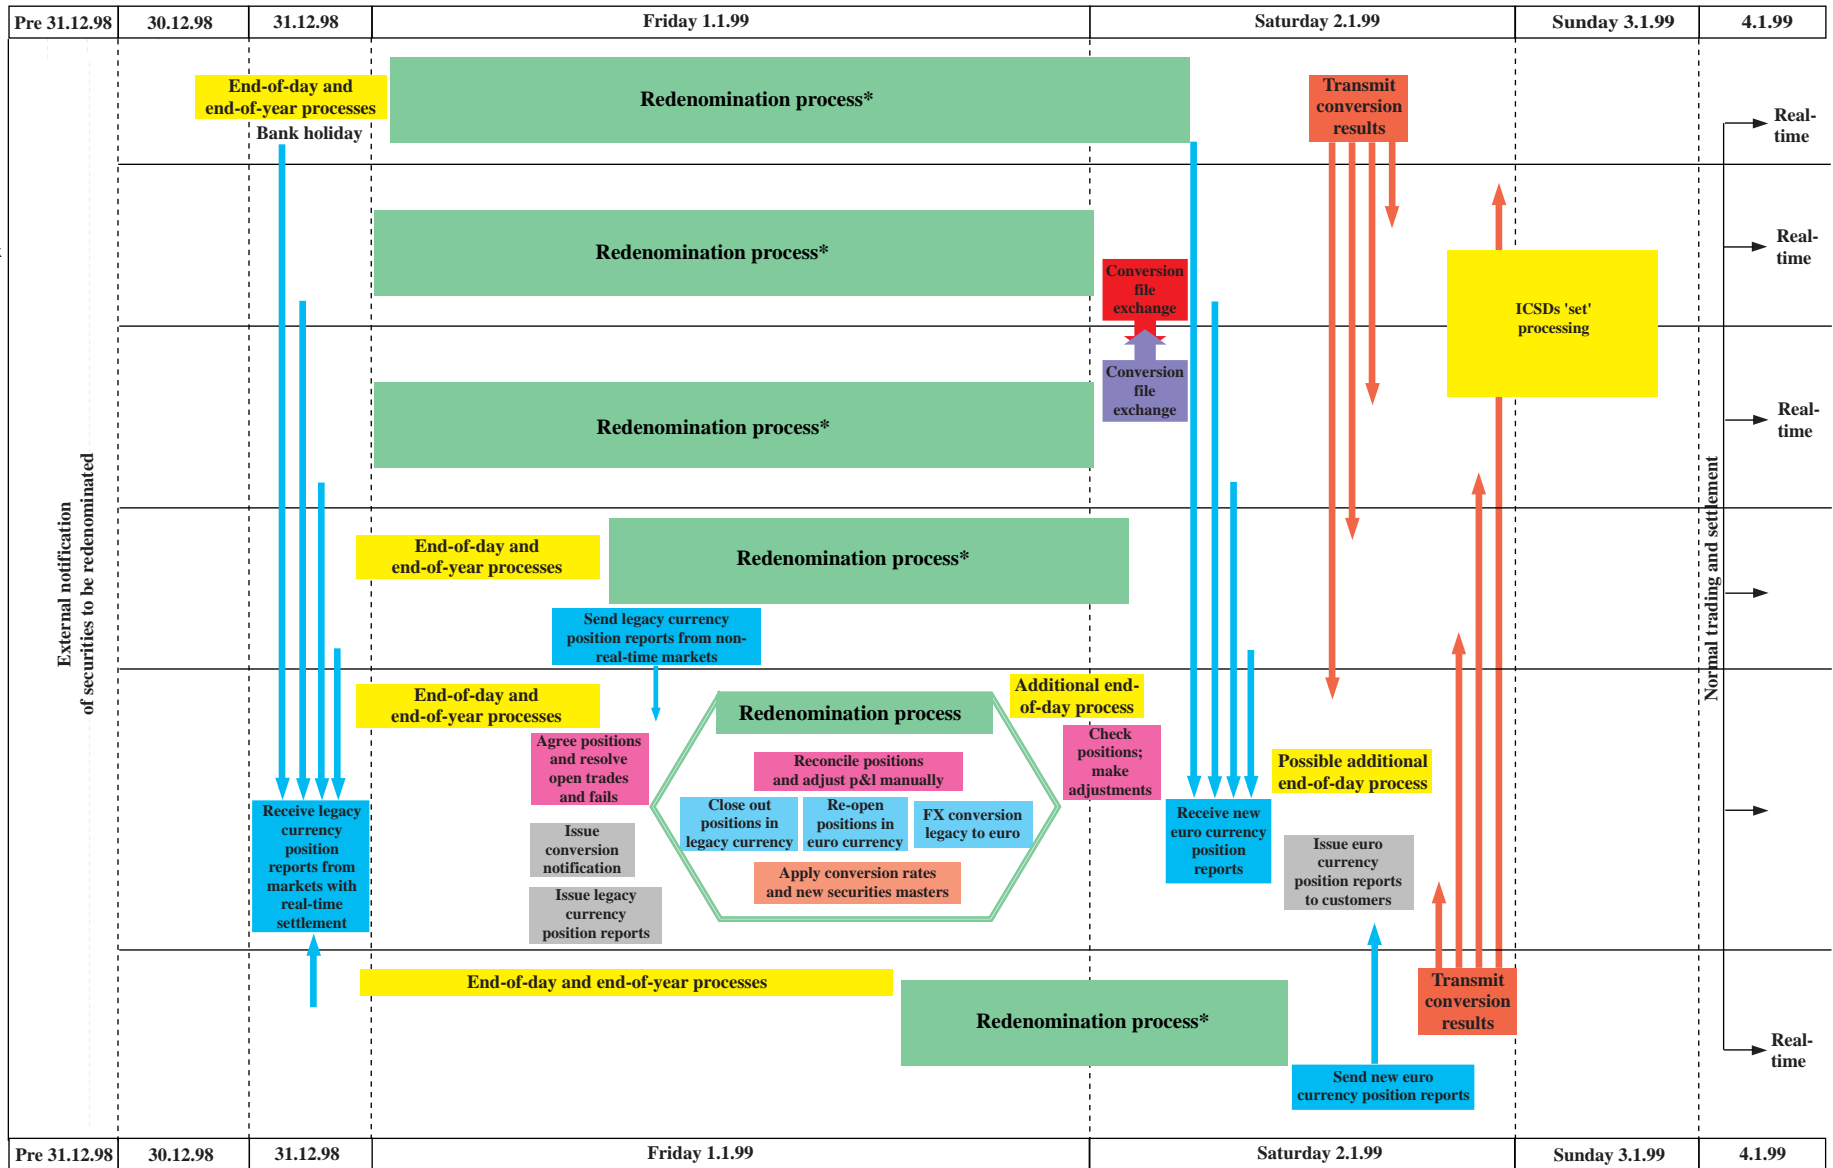 Pre 31.12.98 30.12.98 31.12.98 Friday 1.1.99 Saturday 2.1.99 Sunday 3.1.99 4.1.99
End-of-day and
end-of-year processes
Bank holiday
Redenomination process*
Transmit
conversion
results
Real-
time
Redenomination process*
Conversion
file
exchange
ICSDs 'set'
processing
Real-
time
Redenomination process*
Conversion
file
exchange
Real-
time
External notification
of securities to be redenominated
Normal trading and settlement
End-of-day and
end-of-year processes
Redenomination process*
Send legacy currency
position reports from non-
real-time markets
End-of-day and
end-of-year processes
Agree positions
and resolve
open trades
and fails
Issue
conversion
notification
Issue legacy
currency
position reports
Receive legacy
currency
position
reports from
markets with
real-time
settlement
Redenomination process
Reconcile positions
and adjust p&l manually
Close out
positions in
legacy currency
Re-open
positions in
euro currency
FX conversion
legacy to euro
Apply conversion rates
and new securities masters
Additional end-
of-day process
Check
positions;
make
adjustments
Receive new
euro currency
position
reports
Possible additional
end-of-day process
Issue euro
currency
position reports
to customers
End-of-day and end-of-year processes
Redenomination process*
Transmit
conversion
results
Send new euro
currency position reports
Real-
time
Pre 31.12.98 30.12.98 31.12.98 Friday 1.1.99 Saturday 2.1.99 Sunday 3.1.99 4.1.99